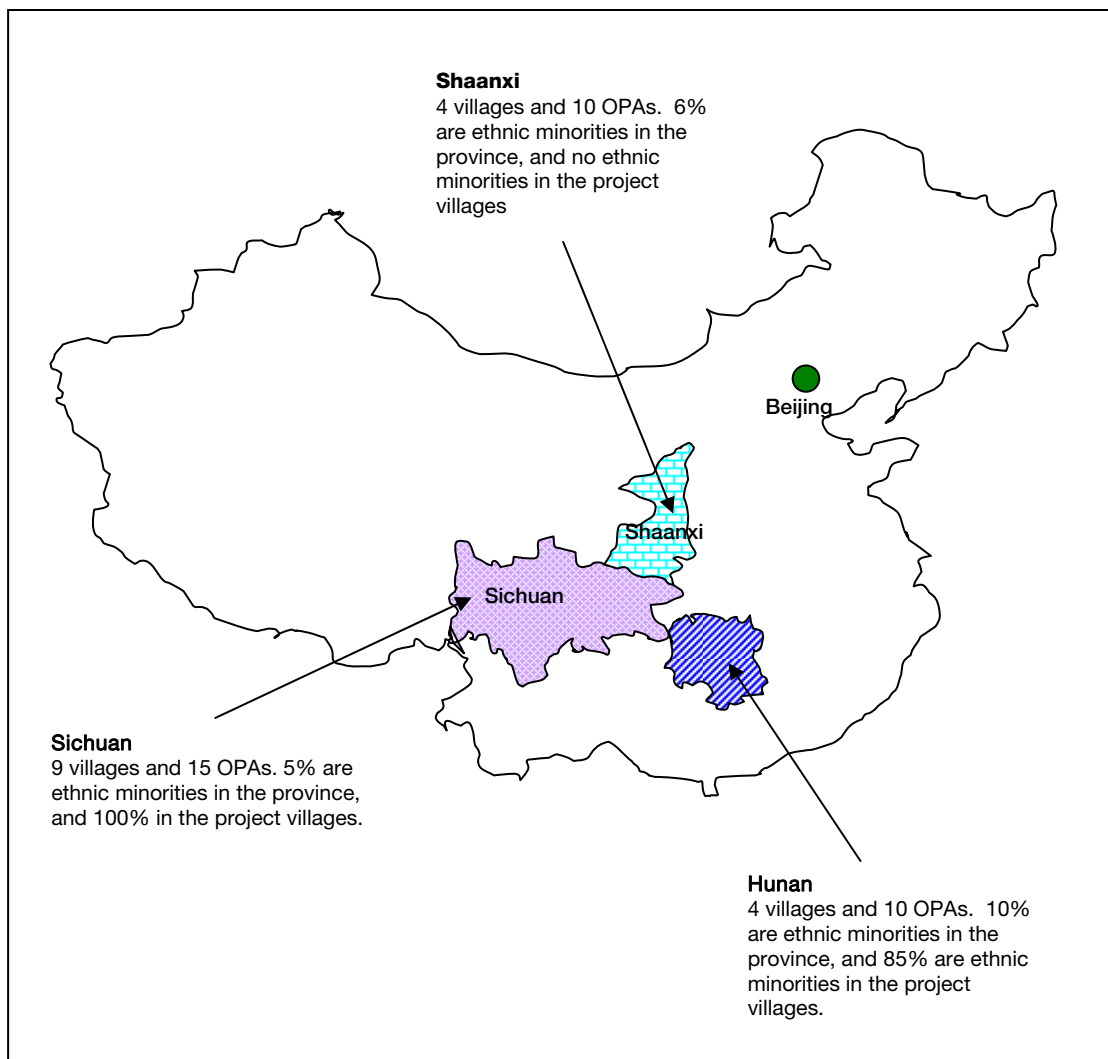 Shaanxi
4 villages and 10 OPAs.  6%
are ethnic minorities in the
province, and no ethnic
minorities in the project
villages
Beijing
Shaanxi
Sichuan
Sichuan
9 villages and 15 OPAs. 5% are
ethnic minorities in the province,
and 100% in the project villages.
Hunan
4 villages and 10 OPAs.  10%
are ethnic minorities in the
province, and 85% are ethnic
minorities in the project
villages.